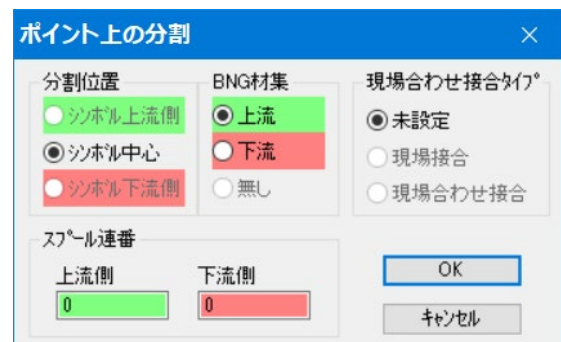 ポイント上の分割
分割位置
ｼﾝﾎﾞﾙ上流側
ｼﾝﾎﾞﾙ中心
ｼﾝﾎﾞﾙ下流側
BNG材集
上流
下流
無し
現場合わせ接合ﾀｲﾌﾟ
未設定
現場接合
現場合わせ接合
ｽﾌﾟｰﾙ連番
上流側 下流側
0 0
OK
ｷｬﾝｾﾙ